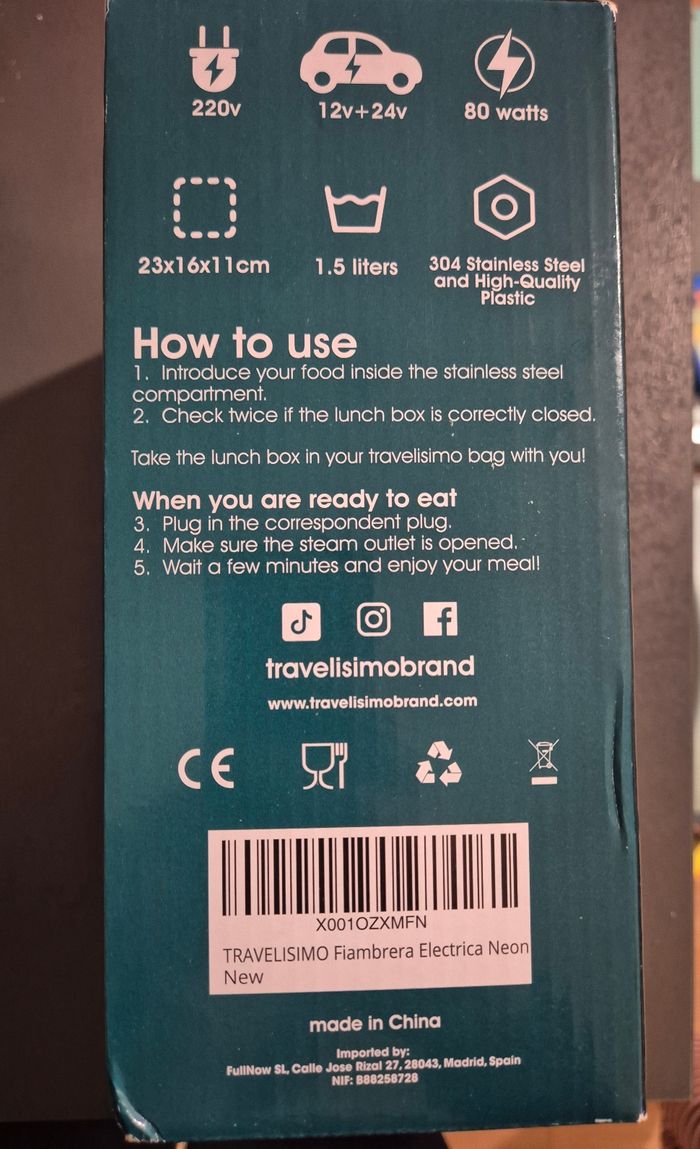 220v
12v+24v
80 watts
23x16x11cm
1.5 liters
304 Stainless Steel
and High-Quality
Plastic
How to use
1. Introduce your food inside the stainless steel
compartment.
2. Check twice if the lunch box is correctly closed.
Take the lunch box in your travelisimo bag with you!
When you are ready to eat
3. Plug in the correspondent plug.
4. Make sure the steam outlet is opened.
5. Wait a few minutes and enjoy your meal!
travelisimobrand
www.travelisimobrand.com
CE
X001OZXMFN
TRAVELISIMO Fiambrera Electrica Neon
New
made in China
Imported by:
FullNow SL, Calle Jose Rizal 27, 28043, Madrid, Spain
NIF: B88258728